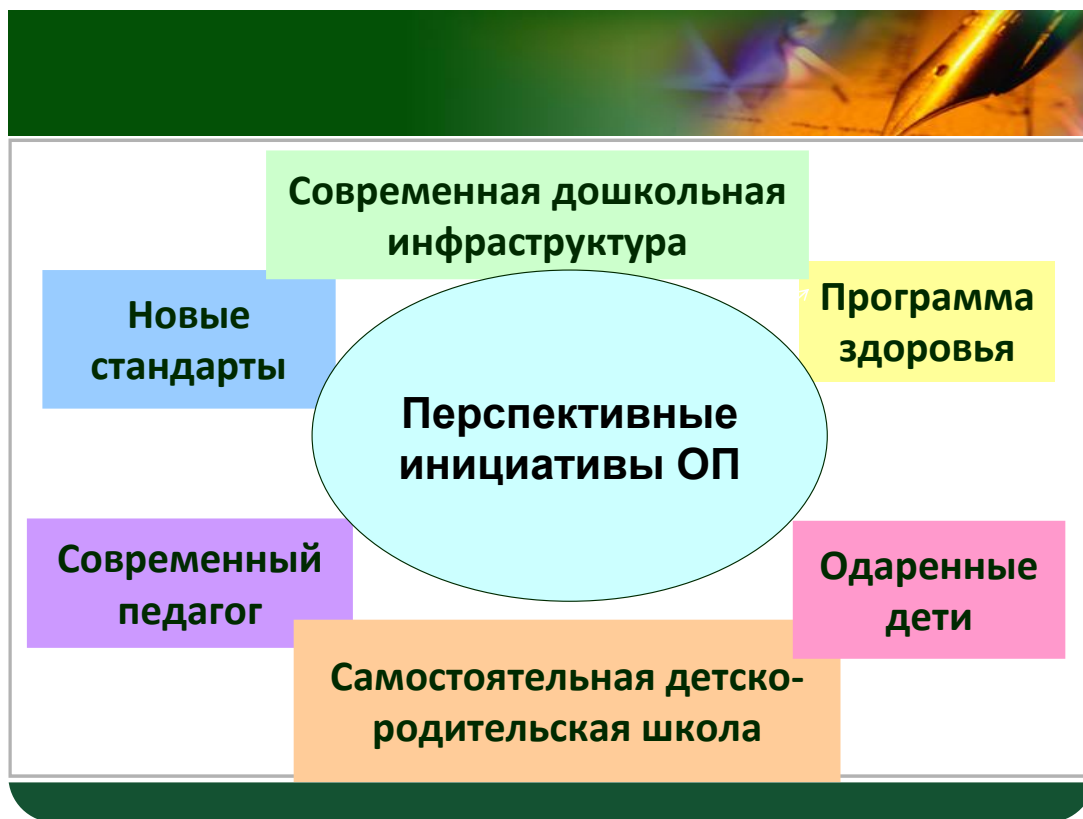 Современная дошкольная
инфраструктура
Новые
стандарты
Программа
здоровья
Перспективные
инициативы ОП
Современный
педагог
Одаренные
дети
Самостоятельная детско-
родительская школа